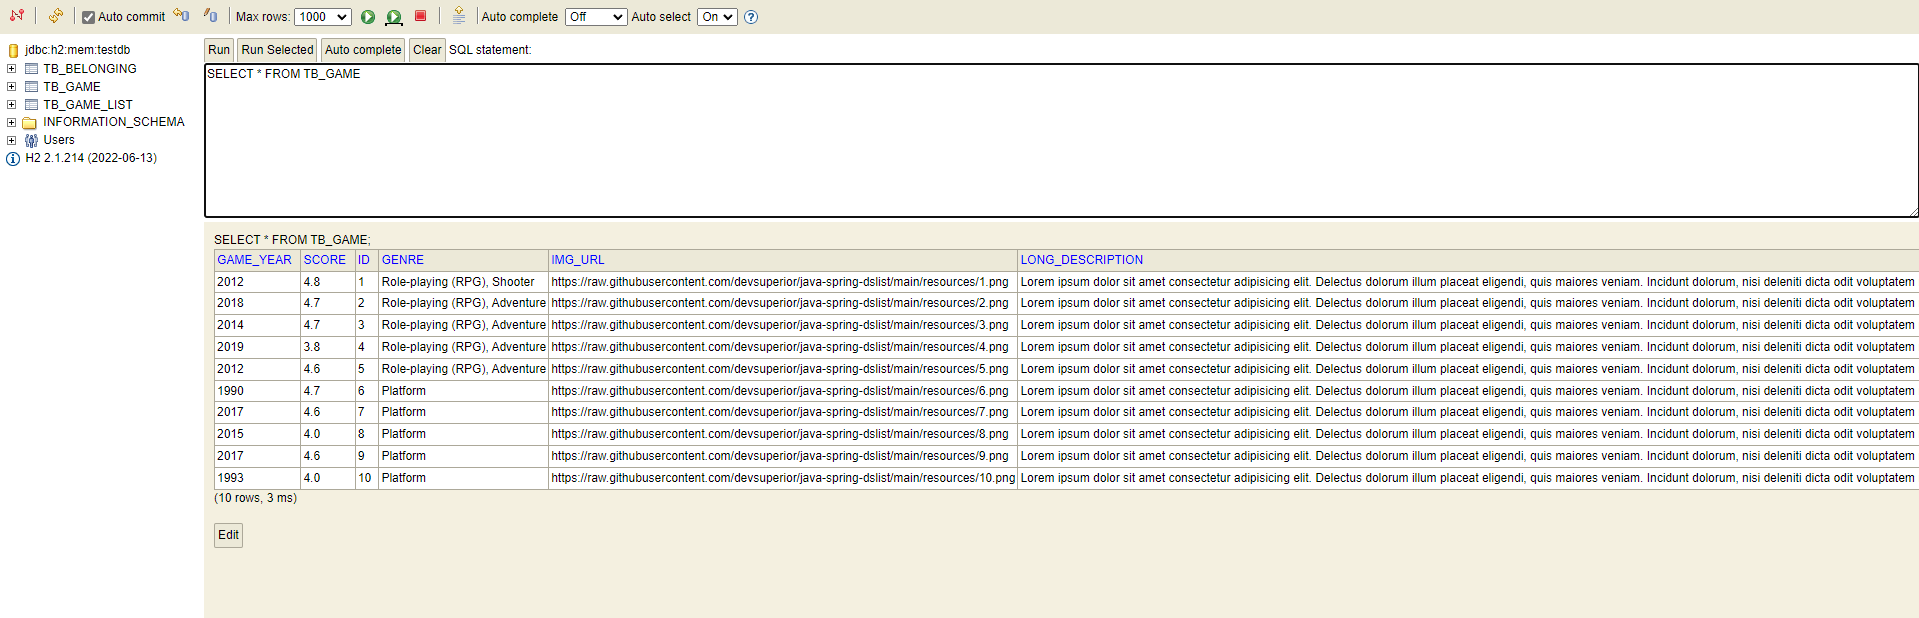 Auto commit Max rows: 1000 Auto complete Off Auto select On
jdbc:h2:mem:testdb
TB_BELONGING
TB_GAME
TB_GAME_LIST
INFORMATION_SCHEMA
Users
H2 2.1.214 (2022-06-13)
Run Run Selected Auto complete Clear SQL statement:
SELECT * FROM TB_GAME
SELECT * FROM TB_GAME;
GAME_YEAR SCORE ID GENRE IMG_URL LONG_DESCRIPTION
2012 4.8 1 Role-playing (RPG), Shooter https://raw.githubusercontent.com/devsuperior/java-spring-dslist/main/resources/1.png Lorem ipsum dolor sit amet consectetur adipisicing elit. Delectus dolorum illum placeat eligendi, quis maiores veniam. Incidunt dolorum, nisi deleniti dicta odit voluptatem
2018 4.7 2 Role-playing (RPG), Adventure https://raw.githubusercontent.com/devsuperior/java-spring-dslist/main/resources/2.png Lorem ipsum dolor sit amet consectetur adipisicing elit. Delectus dolorum illum placeat eligendi, quis maiores veniam. Incidunt dolorum, nisi deleniti dicta odit voluptatem
2014 4.7 3 Role-playing (RPG), Adventure https://raw.githubusercontent.com/devsuperior/java-spring-dslist/main/resources/3.png Lorem ipsum dolor sit amet consectetur adipisicing elit. Delectus dolorum illum placeat eligendi, quis maiores veniam. Incidunt dolorum, nisi deleniti dicta odit voluptatem
2019 3.8 4 Role-playing (RPG), Adventure https://raw.githubusercontent.com/devsuperior/java-spring-dslist/main/resources/4.png Lorem ipsum dolor sit amet consectetur adipisicing elit. Delectus dolorum illum placeat eligendi, quis maiores veniam. Incidunt dolorum, nisi deleniti dicta odit voluptatem
2012 4.6 5 Role-playing (RPG), Adventure https://raw.githubusercontent.com/devsuperior/java-spring-dslist/main/resources/5.png Lorem ipsum dolor sit amet consectetur adipisicing elit. Delectus dolorum illum placeat eligendi, quis maiores veniam. Incidunt dolorum, nisi deleniti dicta odit voluptatem
1990 4.7 6 Platform https://raw.githubusercontent.com/devsuperior/java-spring-dslist/main/resources/6.png Lorem ipsum dolor sit amet consectetur adipisicing elit. Delectus dolorum illum placeat eligendi, quis maiores veniam. Incidunt dolorum, nisi deleniti dicta odit voluptatem
2017 4.6 7 Platform https://raw.githubusercontent.com/devsuperior/java-spring-dslist/main/resources/7.png Lorem ipsum dolor sit amet consectetur adipisicing elit. Delectus dolorum illum placeat eligendi, quis maiores veniam. Incidunt dolorum, nisi deleniti dicta odit voluptatem
2015 4.0 8 Platform https://raw.githubusercontent.com/devsuperior/java-spring-dslist/main/resources/8.png Lorem ipsum dolor sit amet consectetur adipisicing elit. Delectus dolorum illum placeat eligendi, quis maiores veniam. Incidunt dolorum, nisi deleniti dicta odit voluptatem
2017 4.6 9 Platform https://raw.githubusercontent.com/devsuperior/java-spring-dslist/main/resources/9.png Lorem ipsum dolor sit amet consectetur adipisicing elit. Delectus dolorum illum placeat eligendi, quis maiores veniam. Incidunt dolorum, nisi deleniti dicta odit voluptatem
1993 4.0 10 Platform https://raw.githubusercontent.com/devsuperior/java-spring-dslist/main/resources/10.png Lorem ipsum dolor sit amet consectetur adipisicing elit. Delectus dolorum illum placeat eligendi, quis maiores veniam. Incidunt dolorum, nisi deleniti dicta odit voluptatem
(10 rows, 3 ms)
Edit